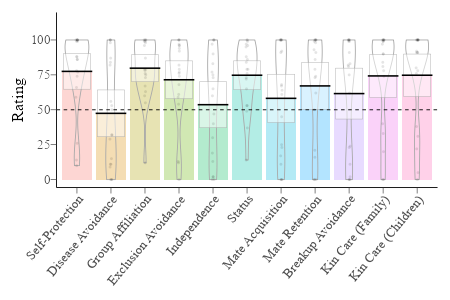 Rating
100
75
50
25
0
Self-Protection
Disease Avoidance
Group Affiliation
Exclusion Avoidance
Independence
Status
Mate Acquisition
Mate Retention
Breakup Avoidance
Kin Care (Family)
Kin Care (Children)